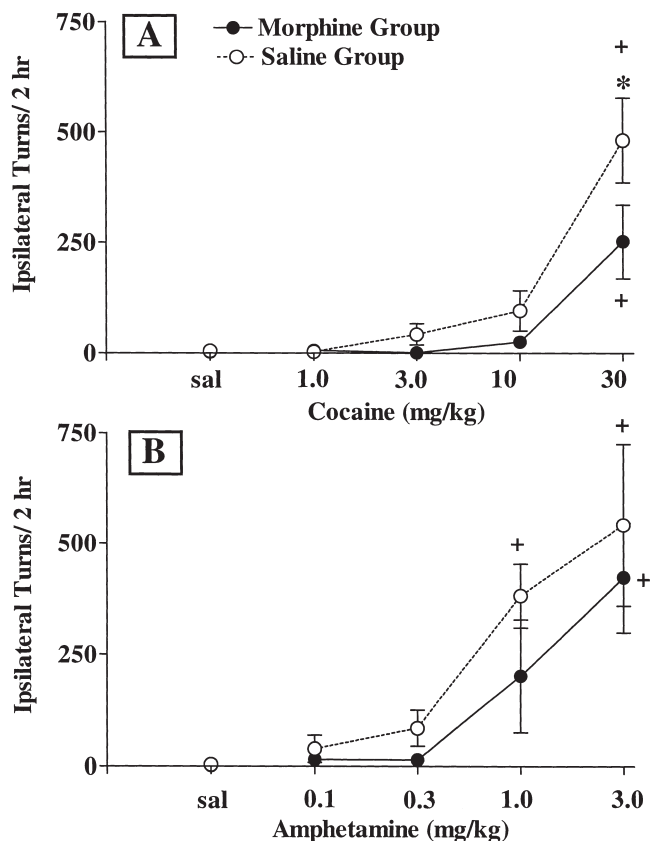 A
Morphine Group
Saline Group
Ipsilateral Turns/ 2 hr
750
500
250
0
+
*
+
sal 1.0 3.0 10 30
Cocaine (mg/kg)
B
Ipsilateral Turns/ 2 hr
750
500
250
0
+
+
+
sal 0.1 0.3 1.0 3.0
Amphetamine (mg/kg)